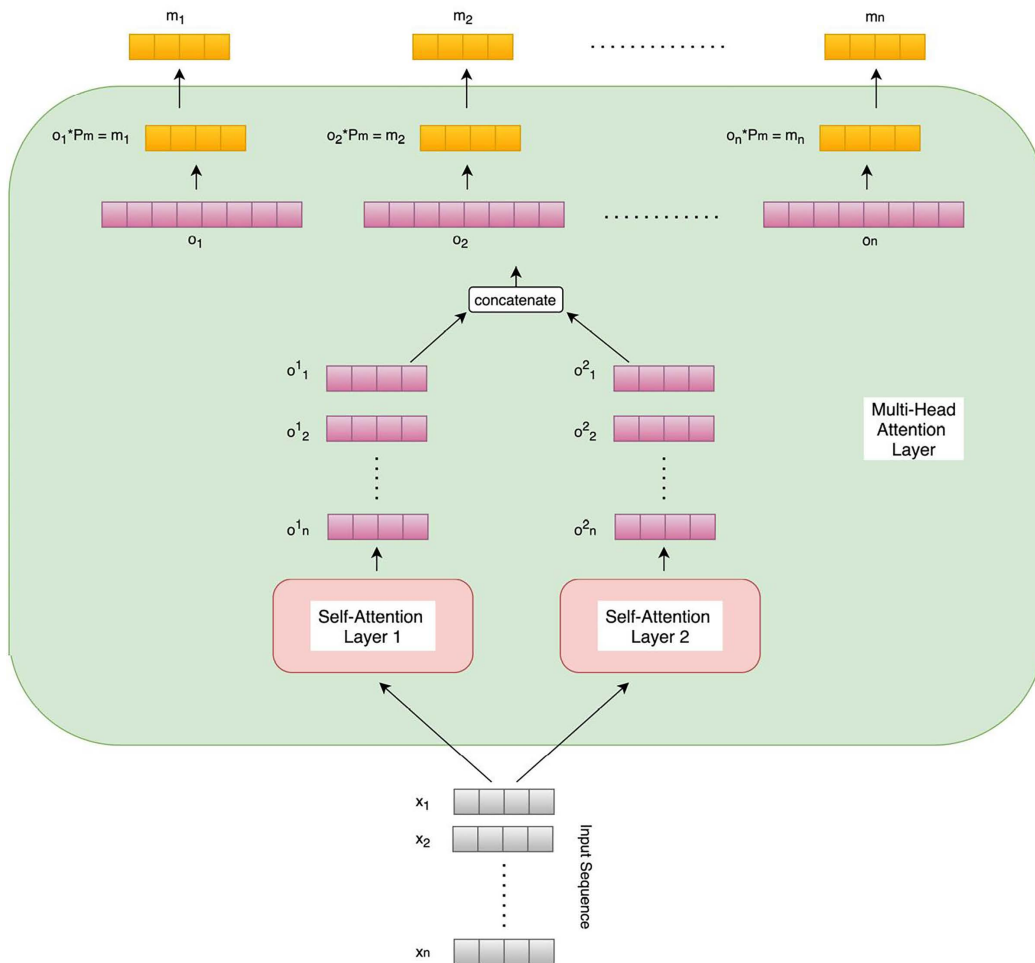 m₁ m₂ mₙ
o₁*Pm = m₁ o₂*Pm = m₂ oₙ*Pm = mₙ
o₁ o₂ oₙ
concatenate
o¹₁ o²₁
o¹₂ o²₂
Multi-Head
Attention
Layer
o¹ₙ o²ₙ
Self-Attention
Layer 1
Self-Attention
Layer 2
x₁
x₂
Input Sequence
xₙ